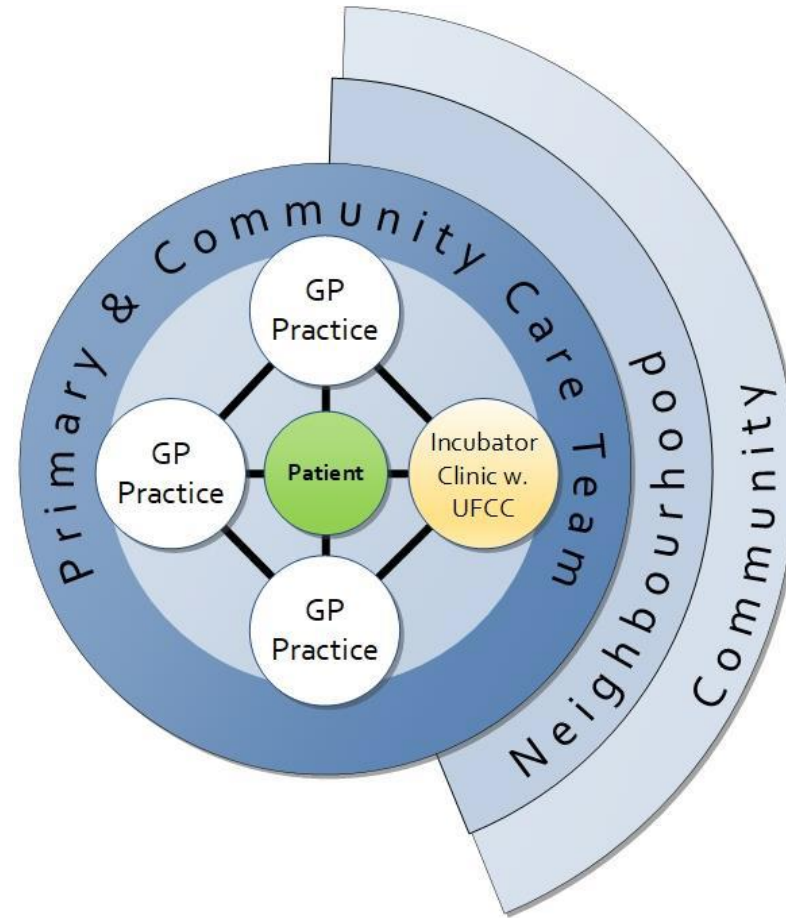 Primary & Community Care Team
GP
Practice
GP
Practice
Patient
Incubator
Clinic w.
UFCC
GP
Practice
Neighbourhood
Community